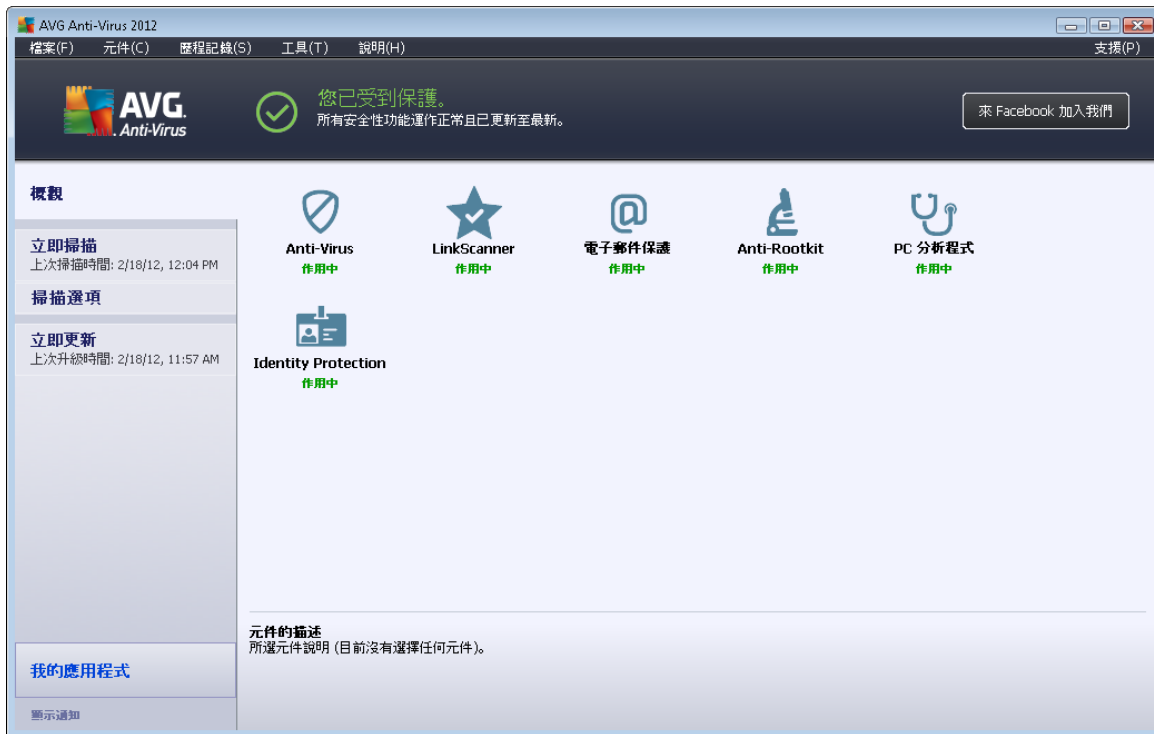 AVG Anti-Virus 2012
檔案(F) 元件(C) 歷程記錄(S) 工具(T) 說明(H) 支援(P)
AVG.
Anti-Virus
您已受到保護。
所有安全性功能運作正常且已更新至最新。
來 Facebook 加入我們
概觀
立即掃描
上次掃描時間: 2/18/12, 12:04 PM
掃描選項
立即更新
上次升級時間: 2/18/12, 11:57 AM
Anti-Virus
作用中
LinkScanner
作用中
電子郵件保護
作用中
Anti-Rootkit
作用中
PC 分析程式
作用中
Identity Protection
作用中
元件的描述
所選元件說明 (目前沒有選擇任何元件)。
我的應用程式
顯示通知